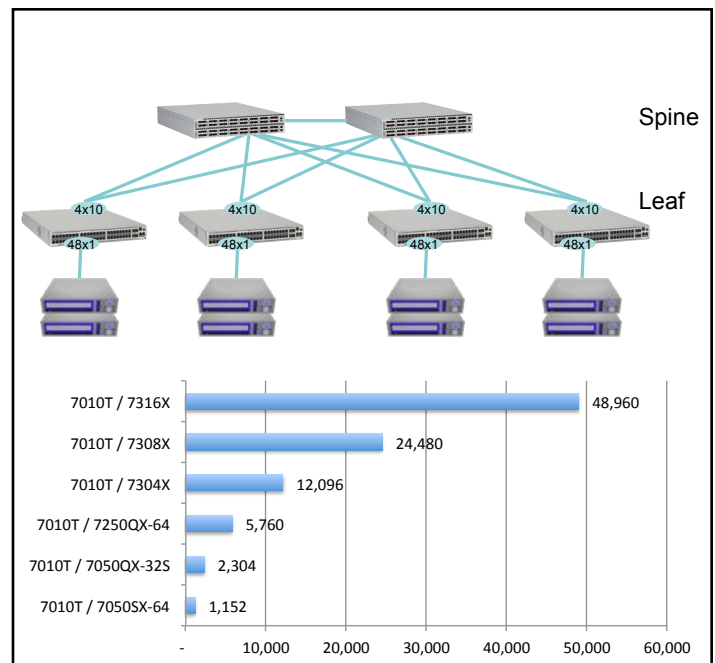 Spine
Leaf
4x10 4x10 4x10 4x10
48x1 48x1 48x1 48x1
7010T / 7316X 48,960
7010T / 7308X 24,480
7010T / 7304X 12,096
7010T / 7250QX-64 5,760
7010T / 7050QX-32S 2,304
7010T / 7050SX-64 1,152
- 10,000 20,000 30,000 40,000 50,000 60,000